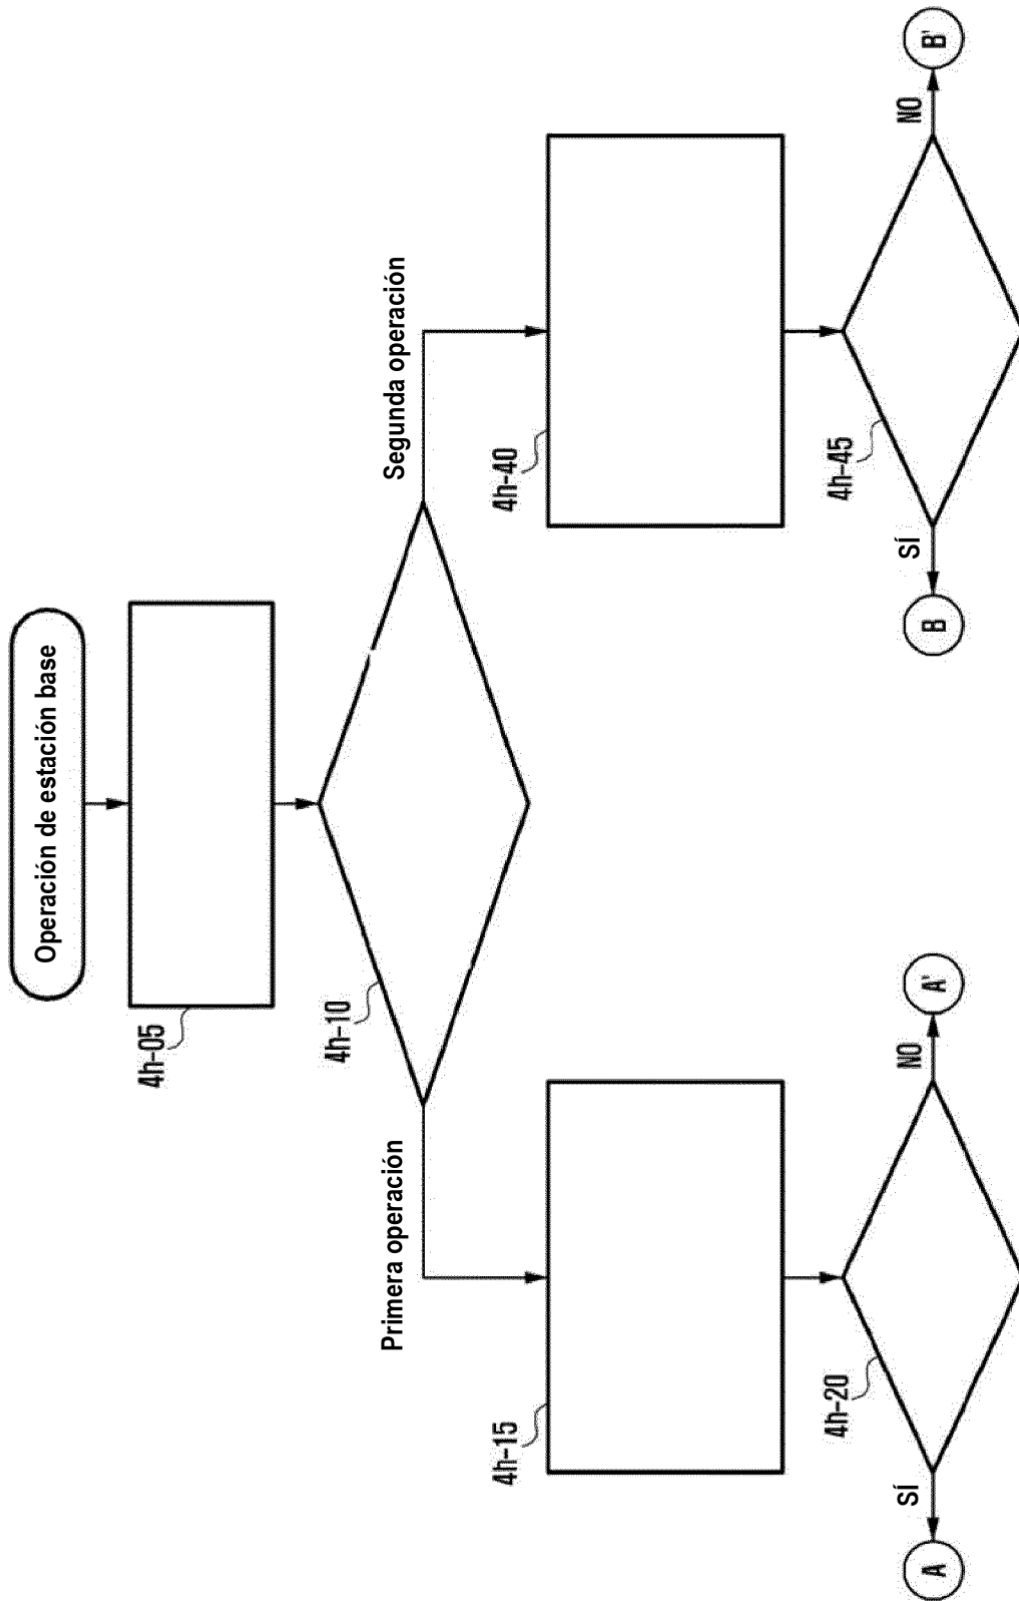 Operación de estación base
4h-05
4h-10
Primera operación
Segunda operación
4h-15
4h-40
4h-20
4h-45
SÍ
NO
SÍ
NO
A
A'
B
B'